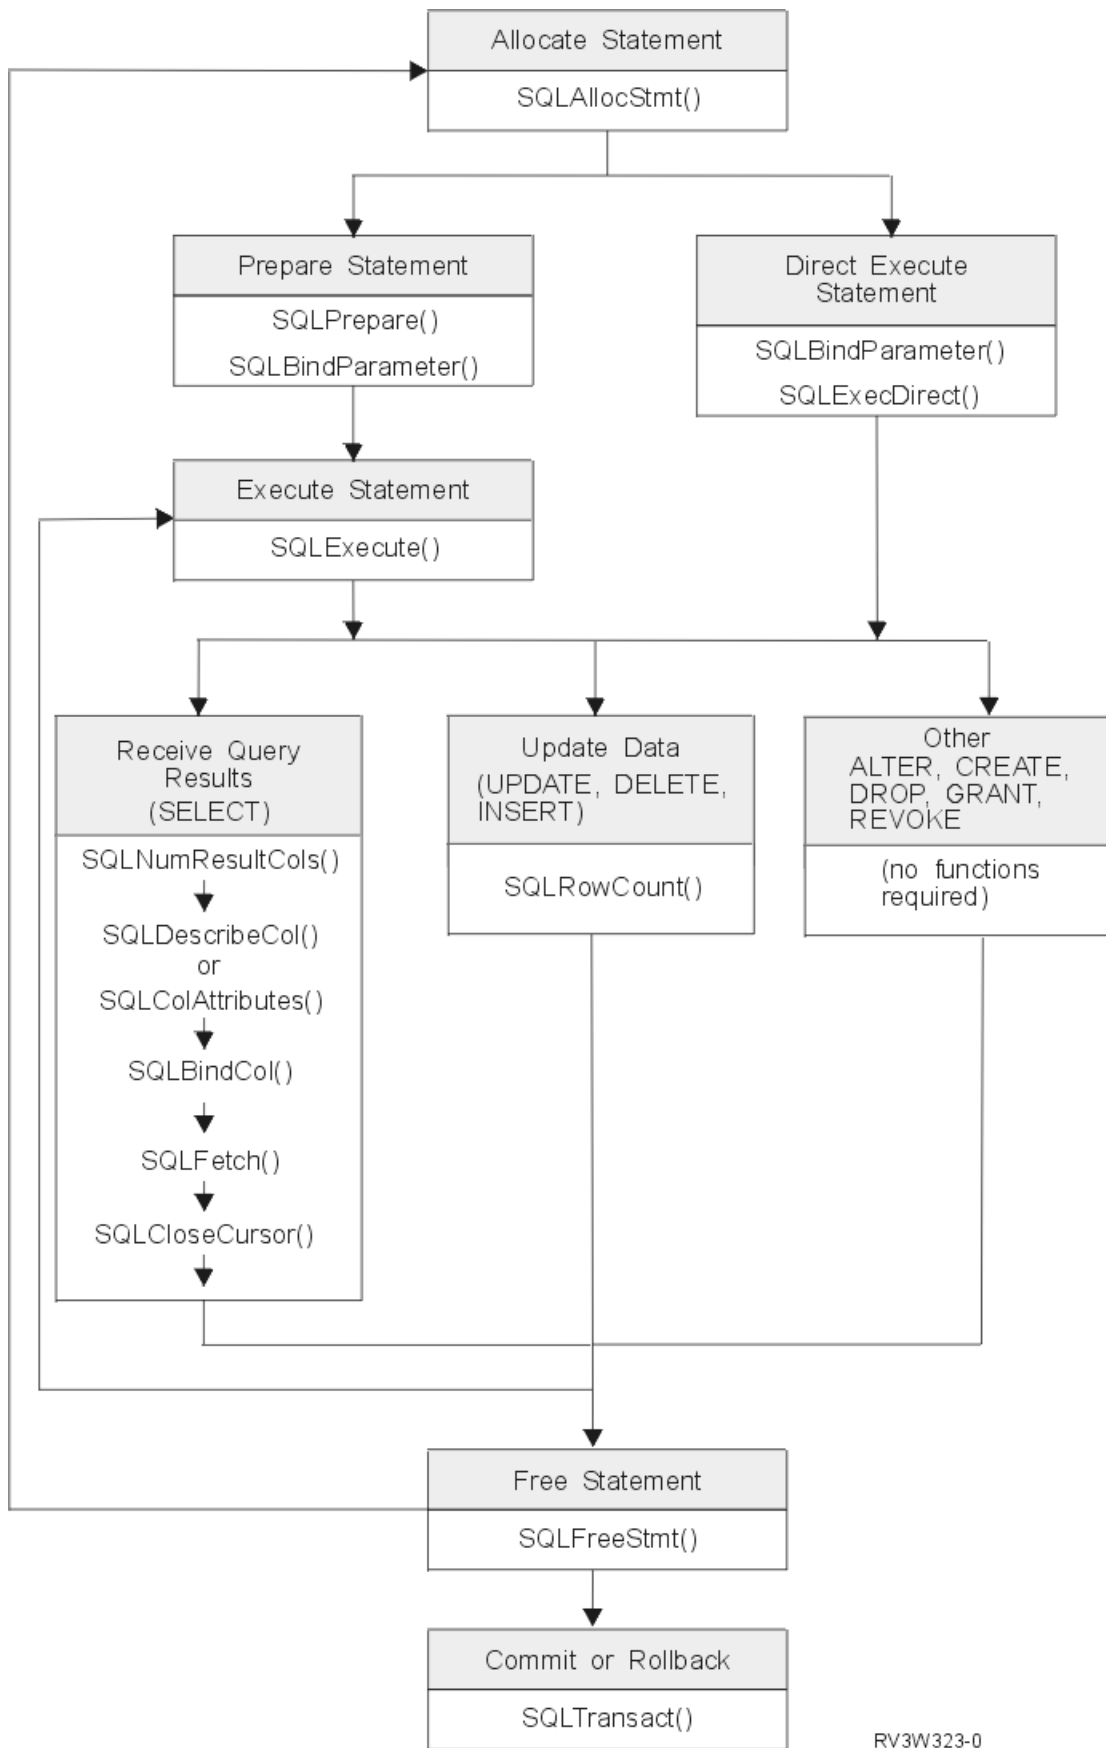 Allocate Statement
SQLAllocStmt()
Prepare Statement
SQLPrepare()
SQLBindParameter()
Direct Execute
Statement
SQLBindParameter()
SQLExecDirect()
Execute Statement
SQLExecute()
Receive Query
Results
(SELECT)
SQLNumResultCols()
SQLDescribeCol()
or
SQLColAttributes()
SQLBindCol()
SQLFetch()
SQLCloseCursor()
Update Data
(UPDATE, DELETE,
INSERT)
SQLRowCount()
Other
ALTER, CREATE,
DROP, GRANT,
REVOKE
(no functions
required)
Free Statement
SQLFreeStmt()
Commit or Rollback
SQLTransact()
RV3W323-0